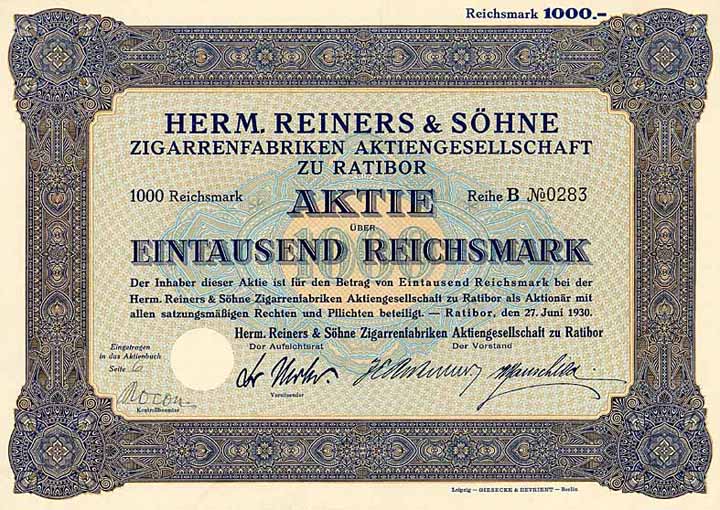 Reichsmark 1000.-
HERM. REINERS & SÖHNE
ZIGARRENFABRIKEN AKTIENGESELLSCHAFT
ZU RATIBOR
1000 Reichsmark AKTIE Reihe B №0283
ÜBER
1000
EINTAUSEND REICHSMARK
Der Inhaber dieser Aktie ist für den Betrag von Eintausend Reichsmark bei der
Herm. Reiners & Söhne Zigarrenfabriken Aktiengesellschaft zu Ratibor als Aktionär mit
allen satzungsmäßigen Rechten und Pflichten beteiligt. — Ratibor, den 27. Juni 1930.
Herm. Reiners & Söhne Zigarrenfabriken Aktiengesellschaft zu Ratibor
Eingetragen
in das Aktienbuch
Seite 6
Der Aufsichtsrat Der Vorstand
Vorsitzender
Kontrollbeamter
Leipzig — GIESECKE & DEVRIENT — Berlin